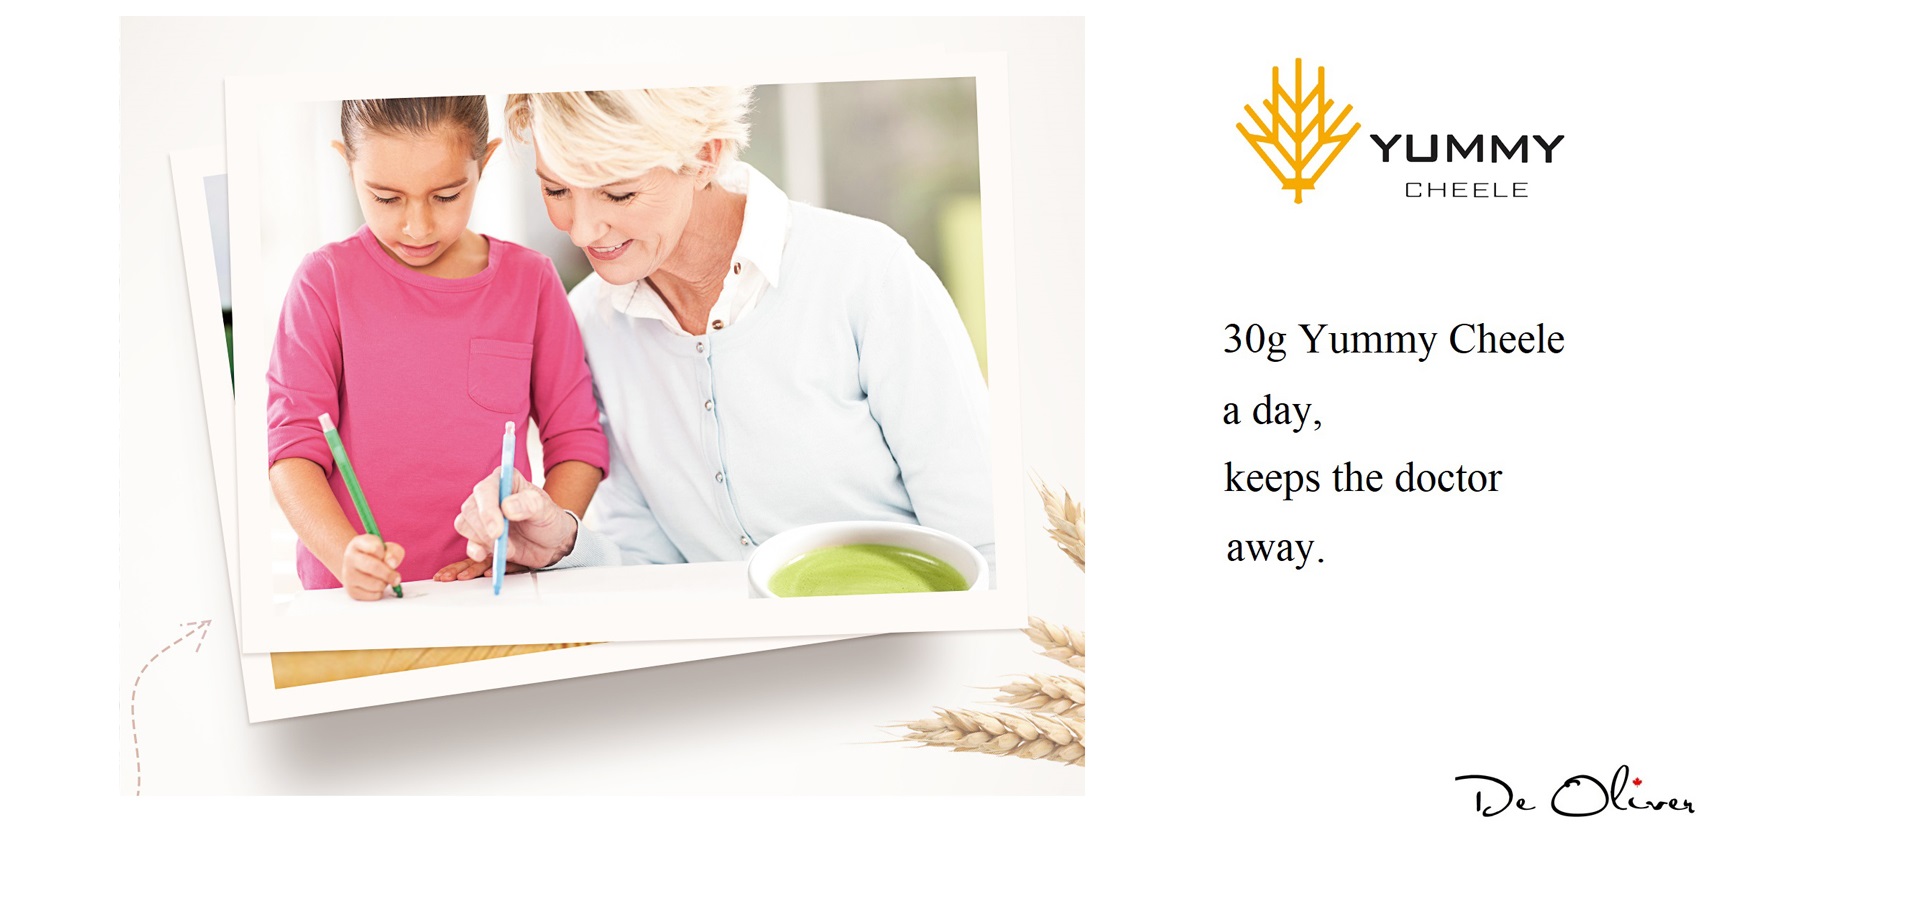 YUMMY
CHEELE
30g Yummy Cheele
a day,
keeps the doctor
away.
De Oliver